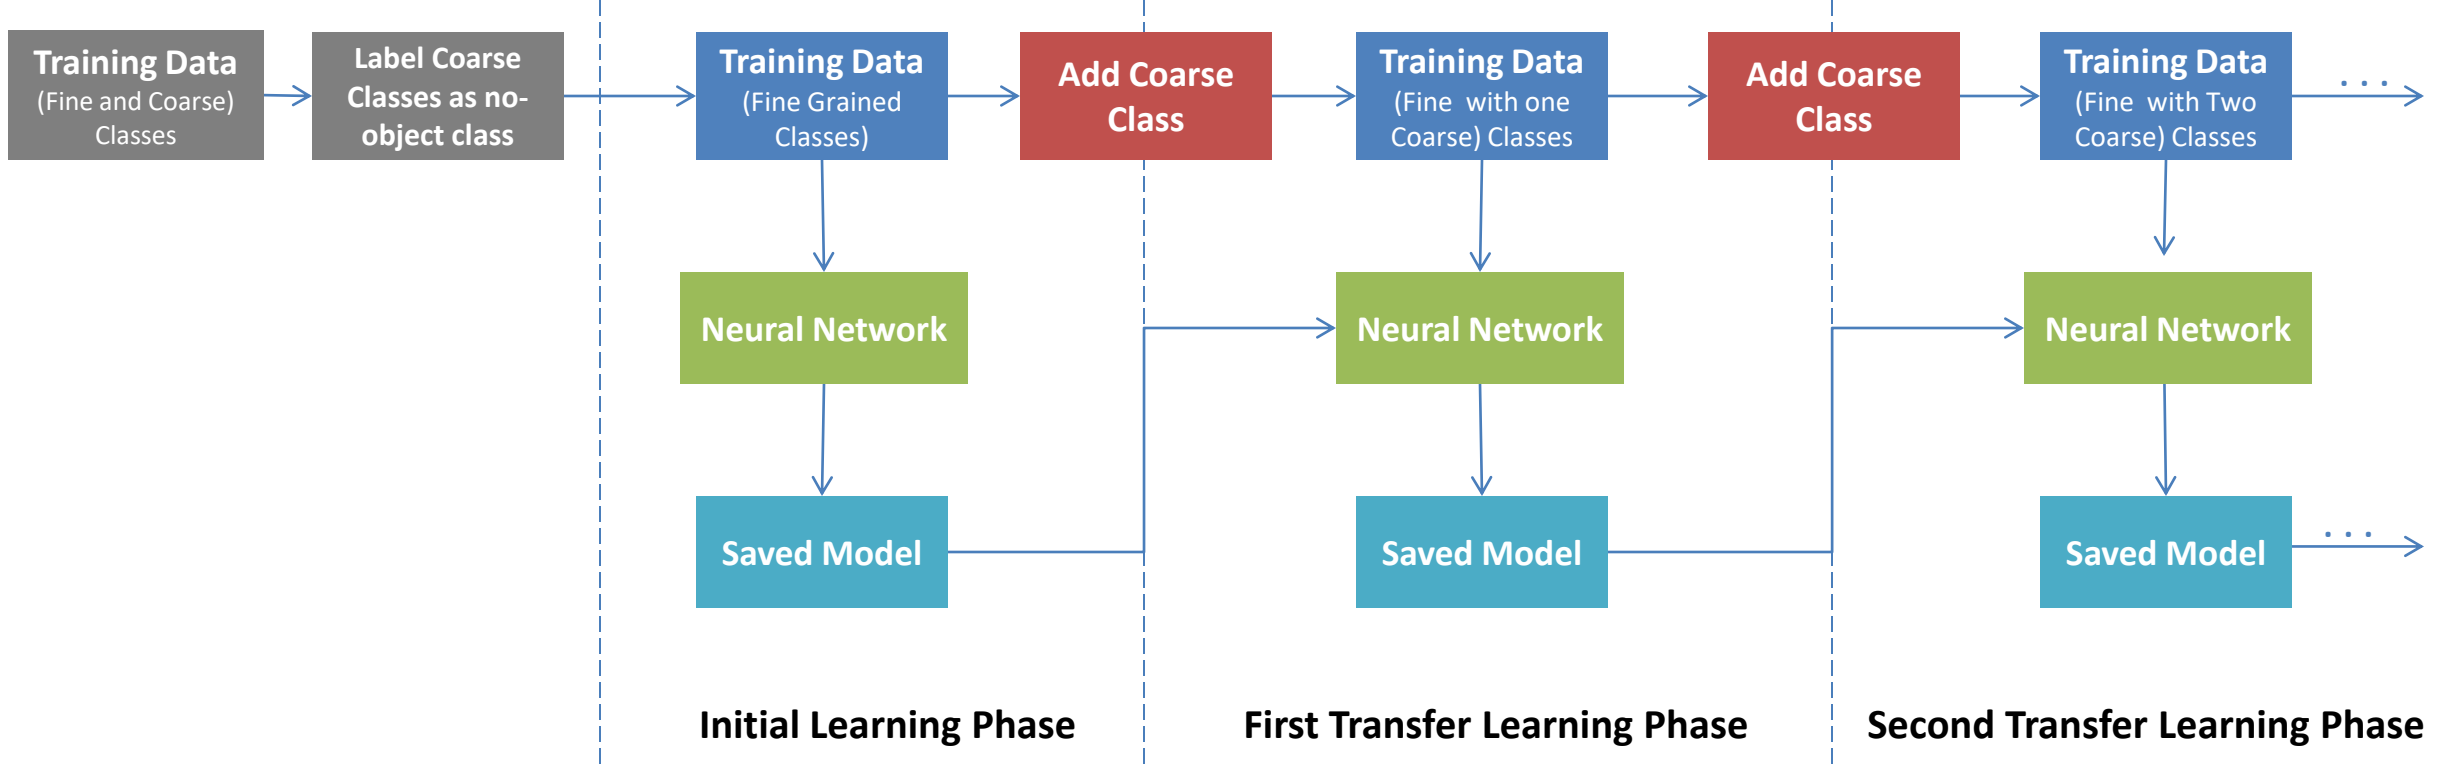 Training Data
(Fine and Coarse)
Classes
Label Coarse
Classes as no-
object class
Training Data
(Fine Grained
Classes)
Add Coarse
Class
Training Data
(Fine with one
Coarse) Classes
Add Coarse
Class
Training Data
(Fine with Two
Coarse) Classes
. . .
Neural Network
Neural Network
Neural Network
Saved Model
Saved Model
Saved Model
. . .
Initial Learning Phase
First Transfer Learning Phase
Second Transfer Learning Phase